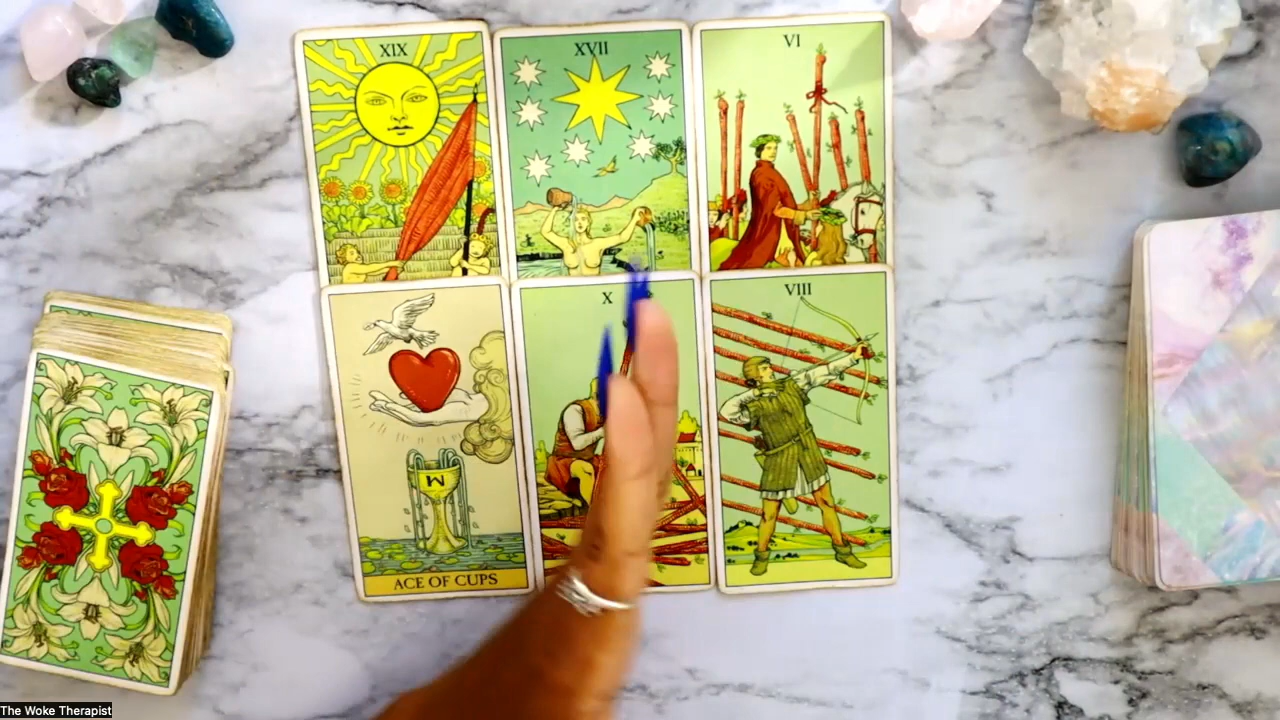 XIX
XVII
VI
X
VIII
M
ACE OF CUPS
The Woke Therapist